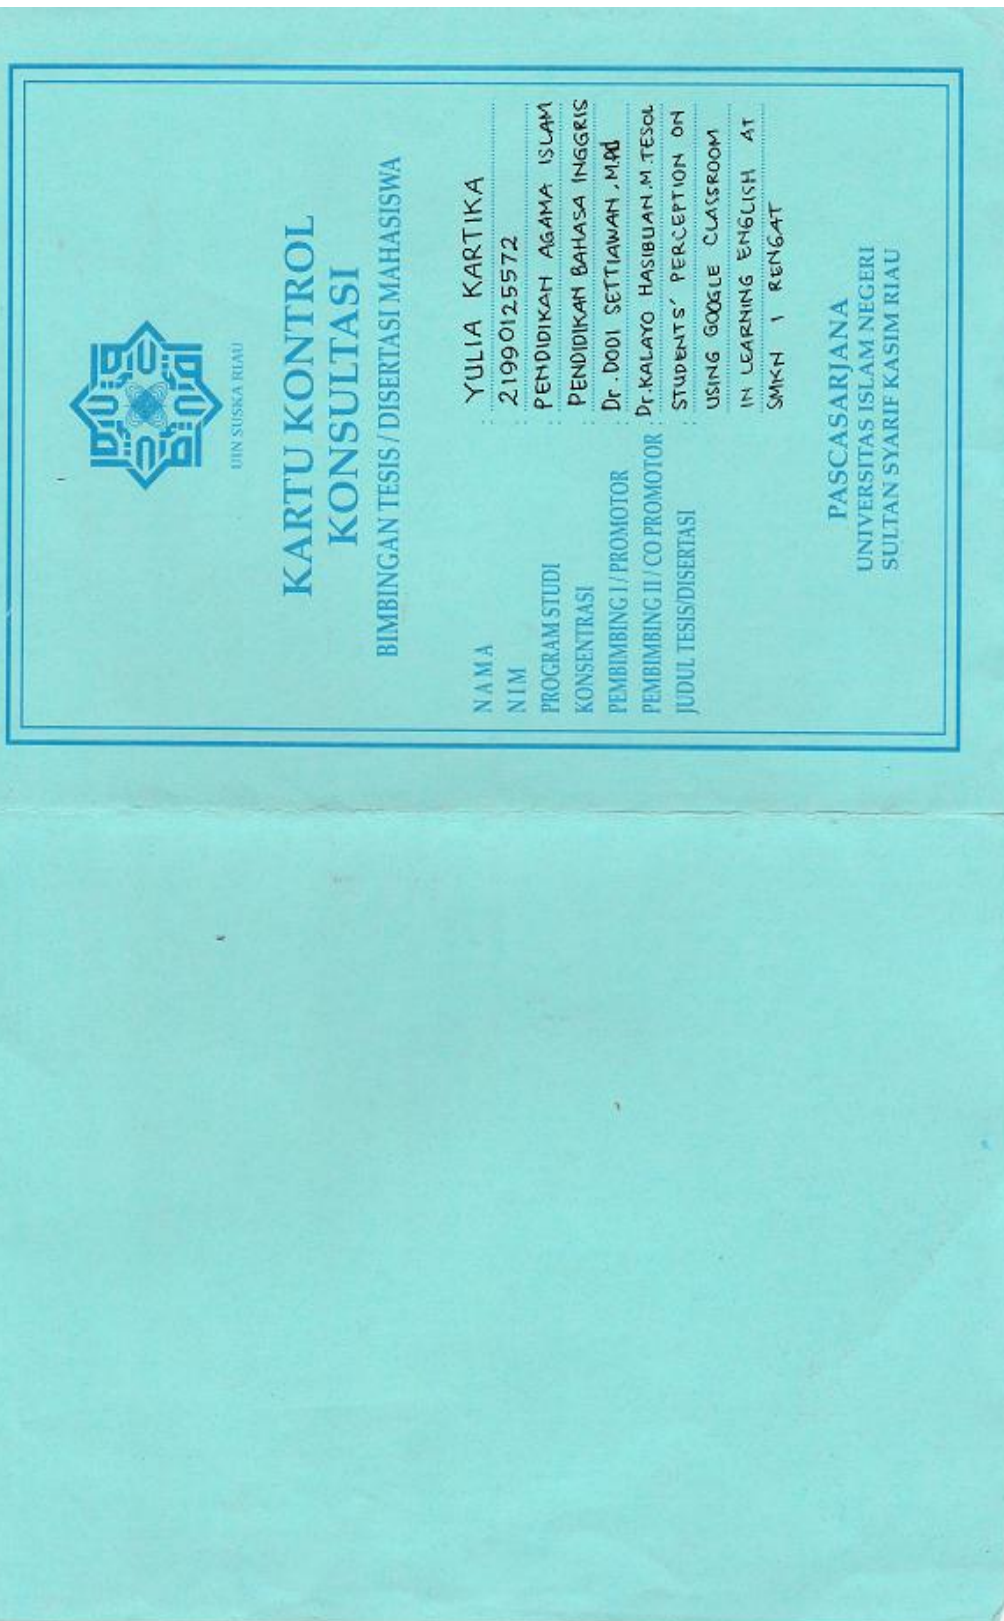 UIN SUSKA RIAU
KARTU KONTROL
KONSULTASI
BIMBINGAN TESIS / DISERTASI MAHASISWA
N A M A : YULIA KARTIKA
N I M : 21990125572
PROGRAM STUDI : PENDIDIKAN AGAMA ISLAM
KONSENTRASI : PENDIDIKAN BAHASA INGGRIS
PEMBIMBING I / PROMOTOR : Dr. DODI SETTIAWAN, M.Pd
PEMBIMBING II / CO PROMOTOR : Dr. KALAYO HASIBUAN. M. TESOL
JUDUL TESIS/DISERTASI : STUDENTS' PERCEPTION ON
USING GOOGLE CLASSROOM
IN LEARNING ENGLISH AT
SMKN 1 RENGAT
PASCASARJANA
UNIVERSITAS ISLAM NEGERI
SULTAN SYARIF KASIM RIAU